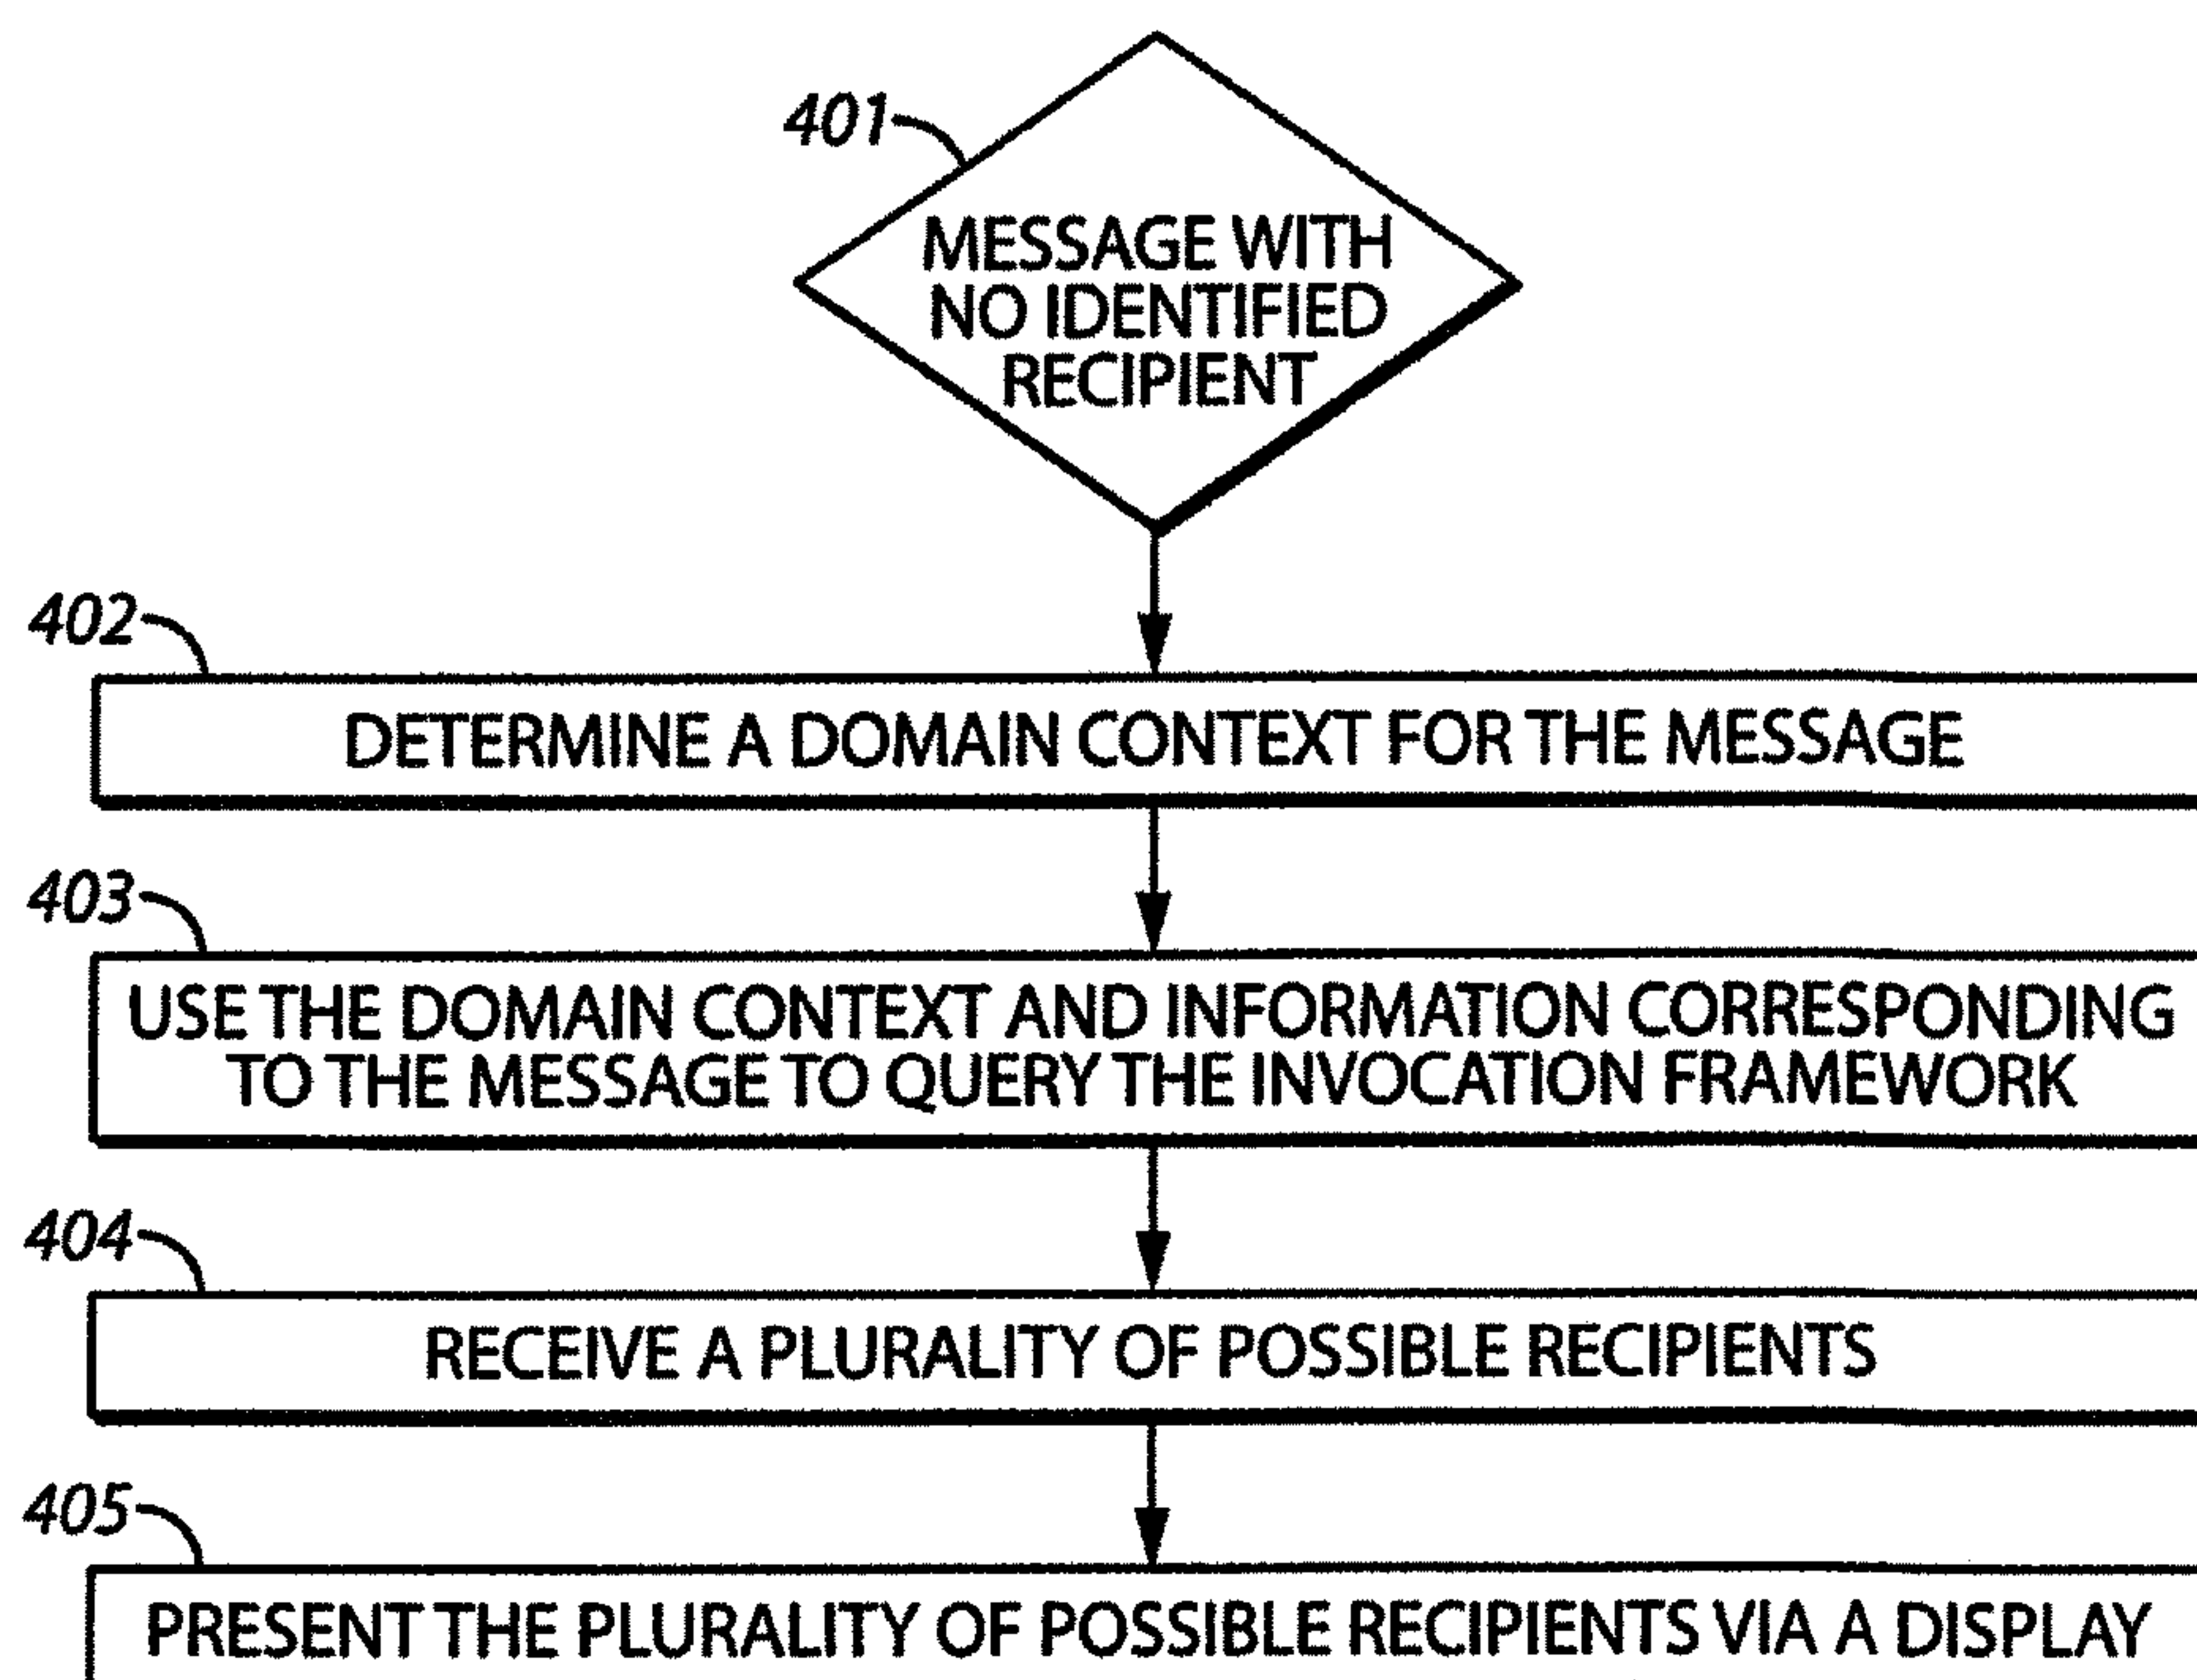 401
MESSAGE WITH
NO IDENTIFIED
RECIPIENT
402
DETERMINE A DOMAIN CONTEXT FOR THE MESSAGE
403
USE THE DOMAIN CONTEXT AND INFORMATION CORRESPONDING
TO THE MESSAGE TO QUERY THE INVOCATION FRAMEWORK
404
RECEIVE A PLURALITY OF POSSIBLE RECIPIENTS
405
PRESENT THE PLURALITY OF POSSIBLE RECIPIENTS VIA A DISPLAY